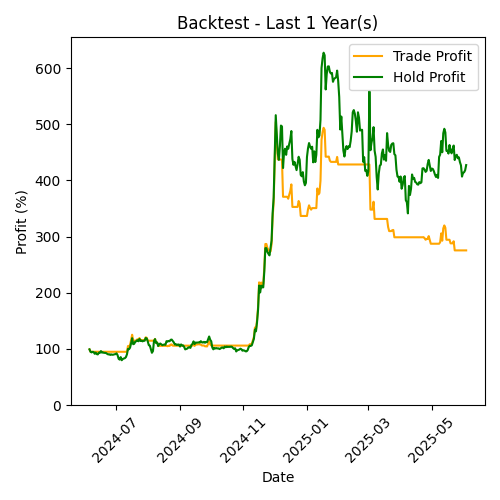 Backtest - Last 1 Year(s)
Trade Profit
Hold Profit
Profit (%)
600
500
400
300
200
100
0
2024-07
2024-09
2024-11
2025-01
2025-03
2025-05
Date